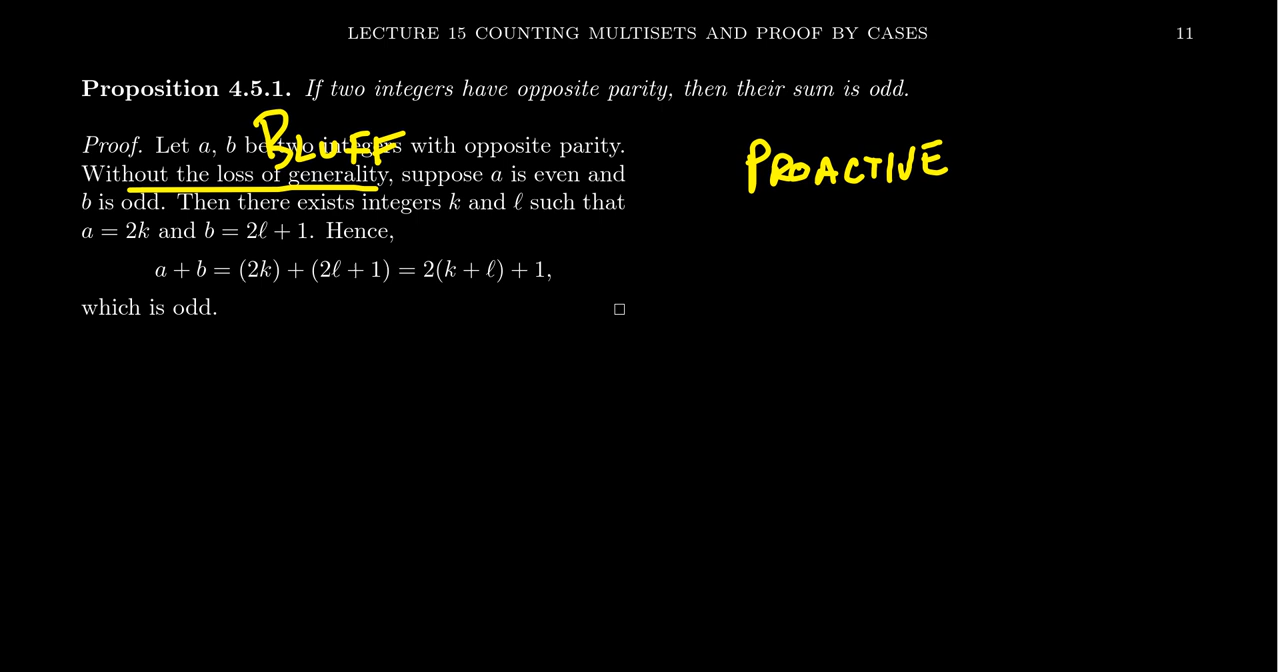 LECTURE 15 COUNTING MULTISETS AND PROOF BY CASES 11
Proposition 4.5.1. If two integers have opposite parity, then their sum is odd.
BLUFF
Proof. Let a, b be two integers with opposite parity.
PROACTIVE
Without the loss of generality, suppose a is even and
b is odd. Then there exists integers k and ℓ such that
a = 2k and b = 2ℓ + 1. Hence,
a + b = (2k) + (2ℓ + 1) = 2(k + ℓ) + 1,
which is odd. □